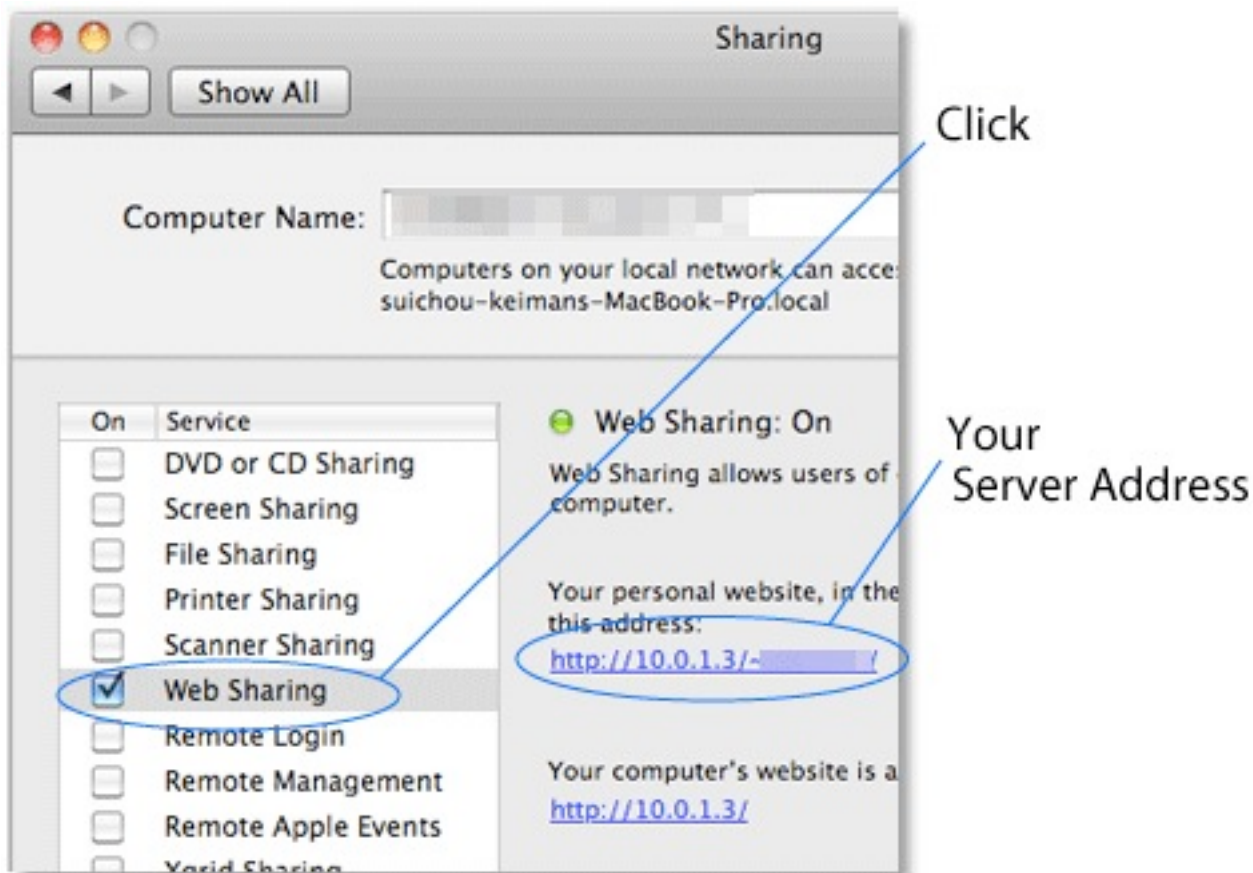 Sharing
Show All
Click
Computer Name:
Computers on your local network can acce
suichou-keimans-MacBook-Pro.local
On Service
DVD or CD Sharing
Screen Sharing
File Sharing
Printer Sharing
Scanner Sharing
Web Sharing
Remote Login
Remote Management
Remote Apple Events
Xgrid Sharing
Web Sharing: On
Web Sharing allows users of
computer.
Your personal website, in the
this address:
http://10.0.1.3/~ /
Your computer's website is a
http://10.0.1.3/
Your
Server Address